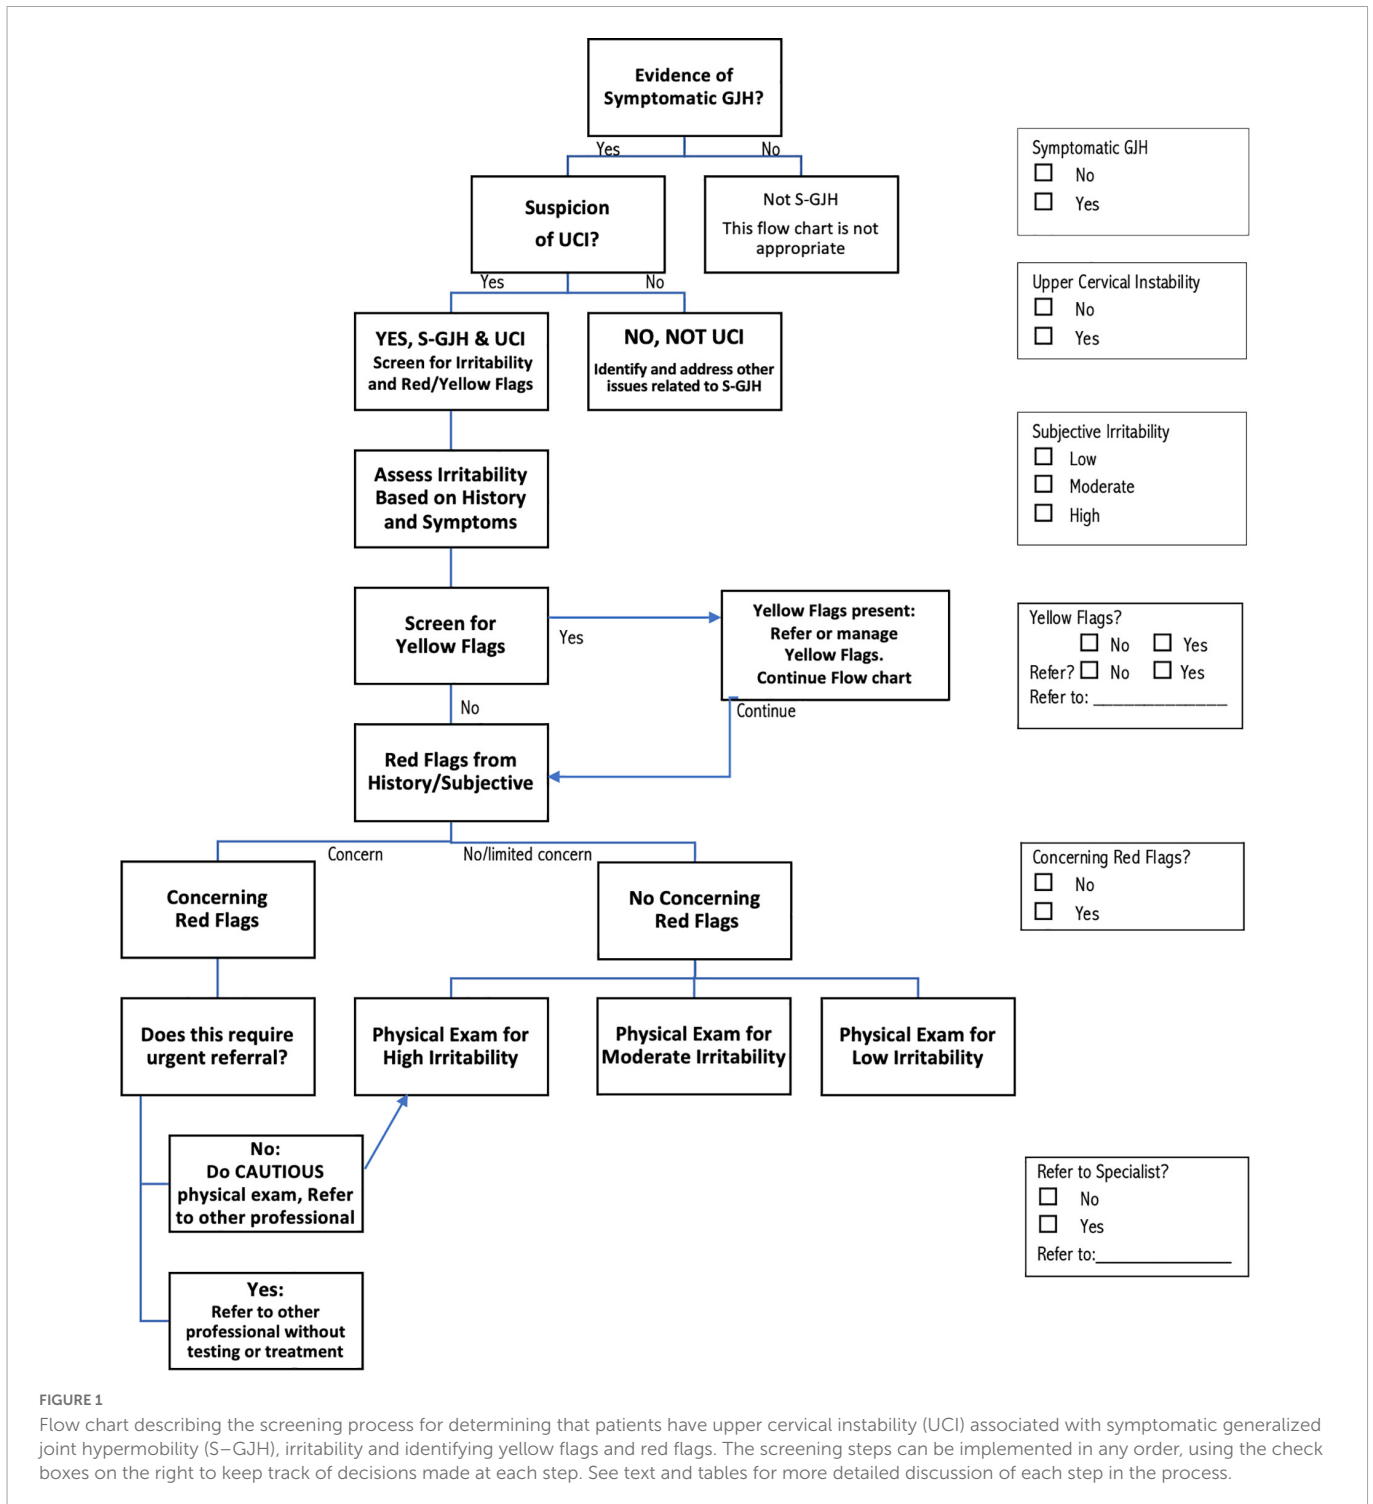 Evidence of
Symptomatic GJH?
Yes
No
Suspicion
of UCI?
Not S-GJH
This flow chart is not
appropriate
Yes
No
YES, S-GJH & UCI
Screen for Irritability
and Red/Yellow Flags
NO, NOT UCI
Identify and address other
issues related to S-GJH
Assess Irritability
Based on History
and Symptoms
Screen for
Yellow Flags
Yes
Yellow Flags present:
Refer or manage
Yellow Flags.
Continue Flow chart
No
Continue
Red Flags from
History/Subjective
Concern
No/limited concern
Concerning
Red Flags
No Concerning
Red Flags
Does this require
urgent referral?
Physical Exam for
High Irritability
Physical Exam for
Moderate Irritability
Physical Exam for
Low Irritability
No:
Do CAUTIOUS
physical exam, Refer
to other professional
Yes:
Refer to other
professional without
testing or treatment
Symptomatic GJH
No
Yes
Upper Cervical Instability
No
Yes
Subjective Irritability
Low
Moderate
High
Yellow Flags?
No Yes
Refer? No Yes
Refer to: ______________
Concerning Red Flags?
No
Yes
Refer to Specialist?
No
Yes
Refer to:______________
FIGURE 1
Flow chart describing the screening process for determining that patients have upper cervical instability (UCI) associated with symptomatic generalized
joint hypermobility (S–GJH), irritability and identifying yellow flags and red flags. The screening steps can be implemented in any order, using the check
boxes on the right to keep track of decisions made at each step. See text and tables for more detailed discussion of each step in the process.